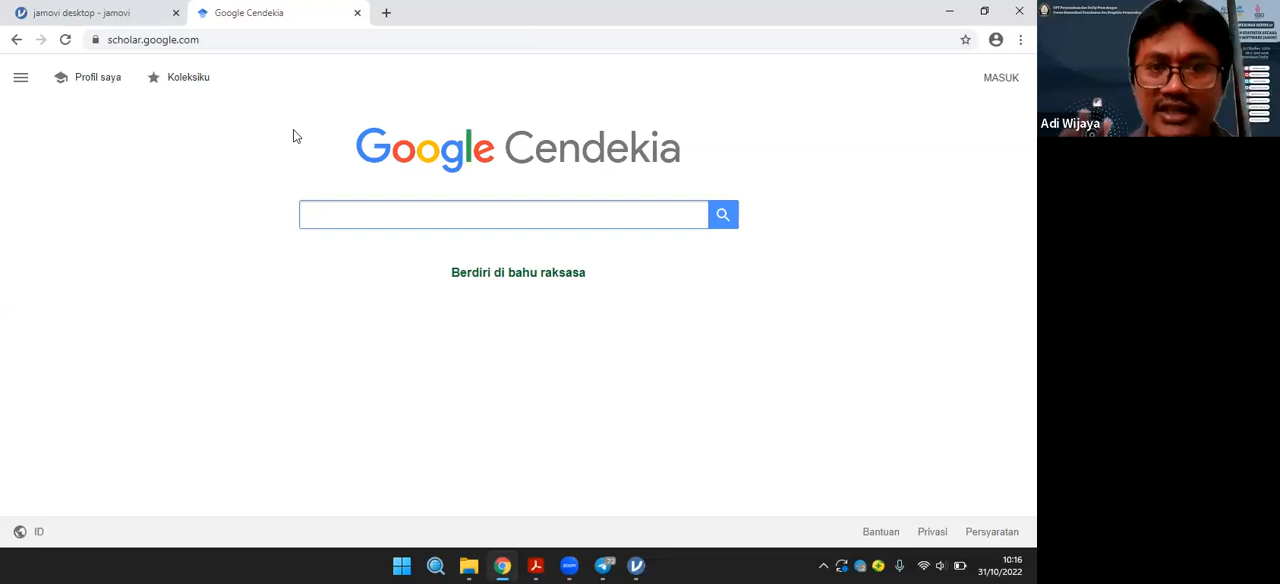 jamovi desktop - jamovi
Google Cendekia
scholar.google.com
Profil saya
Koleksiku
MASUK
Google Cendekia
Berdiri di bahu raksasa
ID
Bantuan
Privasi
Persyaratan
zoom
10:16
31/10/2022
Adi Wijaya